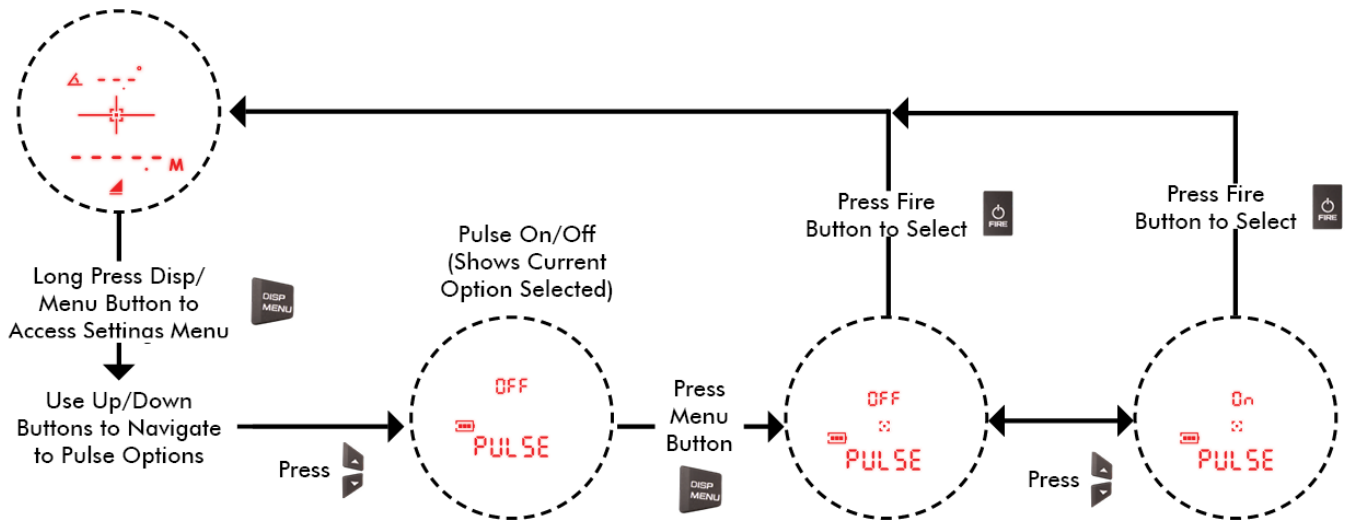 ---.-°
-----.- M
Long Press Disp/
Menu Button to
Access Settings Menu
DISP
MENU
Use Up/Down
Buttons to Navigate
to Pulse Options
Press
Pulse On/Off
(Shows Current
Option Selected)
OFF
PULSE
Press
Menu
Button
DISP
MENU
Press Fire
Button to Select
FIRE
OFF
PULSE
Press
Press Fire
Button to Select
FIRE
On
PULSE